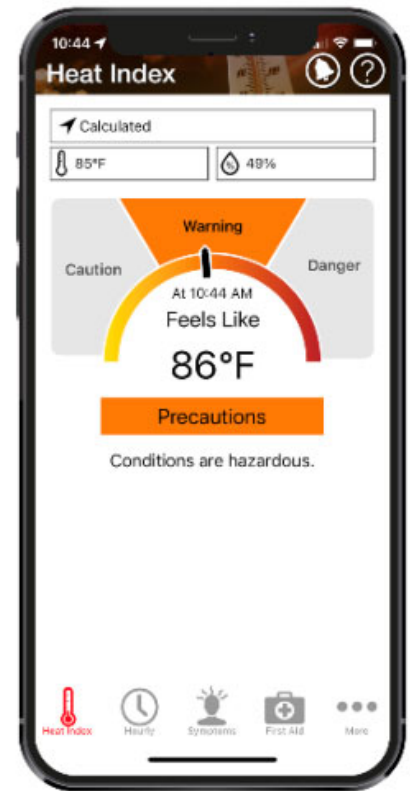 10:44
Heat Index
?
Calculated
85°F
% 49%
Warning
Caution
Danger
At 10:44 AM
Feels Like
86°F
Precautions
Conditions are hazardous.
Heat Index Hourly Symptoms First Aid More